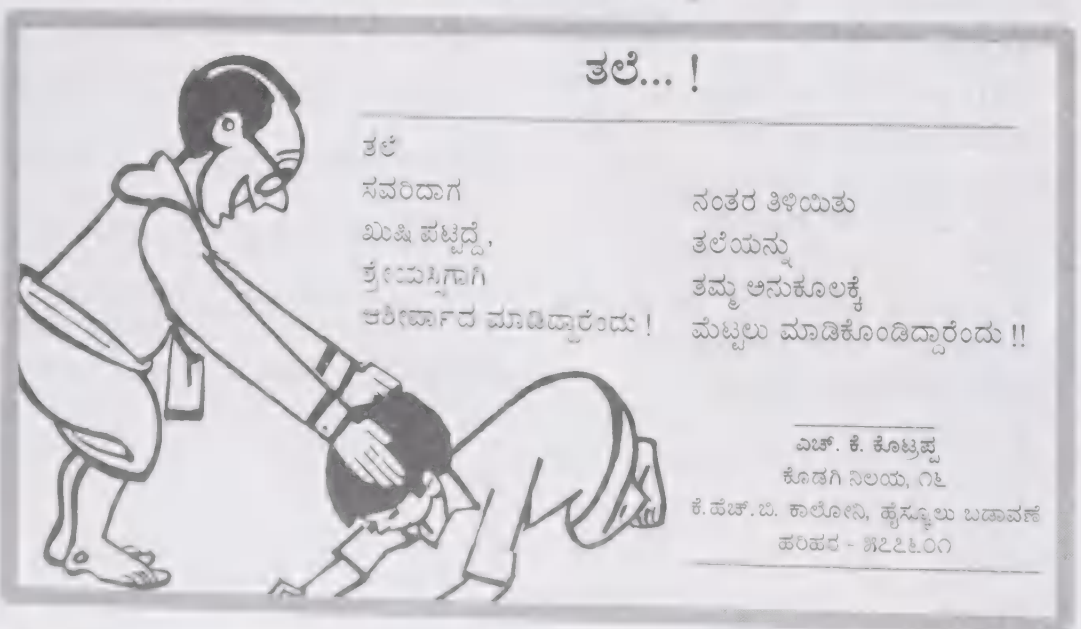 ತಲೆ... !
ತಲೆ
ಸವರಿದಾಗ
ಖುಷಿ ಪಟ್ಟಿದ್ದೆ,
ಶ್ರೇಯಸ್ಸಿಗಾಗಿ
ಆಶೀರ್ವಾದ ಮಾಡಿದ್ದಾರೆಂದು !
ನಂತರ ತಿಳಿಯಿತು
ತಲೆಯನ್ನು
ತಮ್ಮ ಅನುಕೂಲಕ್ಕೆ
ಮೆಟ್ಟಲು ಮಾಡಿಕೊಂಡಿದ್ದಾರೆಂದು !!
ಎಚ್. ಕೆ. ಕೊಟ್ರಪ್ಪ
ಕೊಡಗಿ ನಿಲಯ, ೧೬
ಕೆ.ಹೆಚ್.ಬಿ. ಕಾಲೋನಿ, ಹೈಸ್ಕೂಲು ಬಡಾವಣೆ
ಹರಿಹರ - ೫೭೭೬೦೧